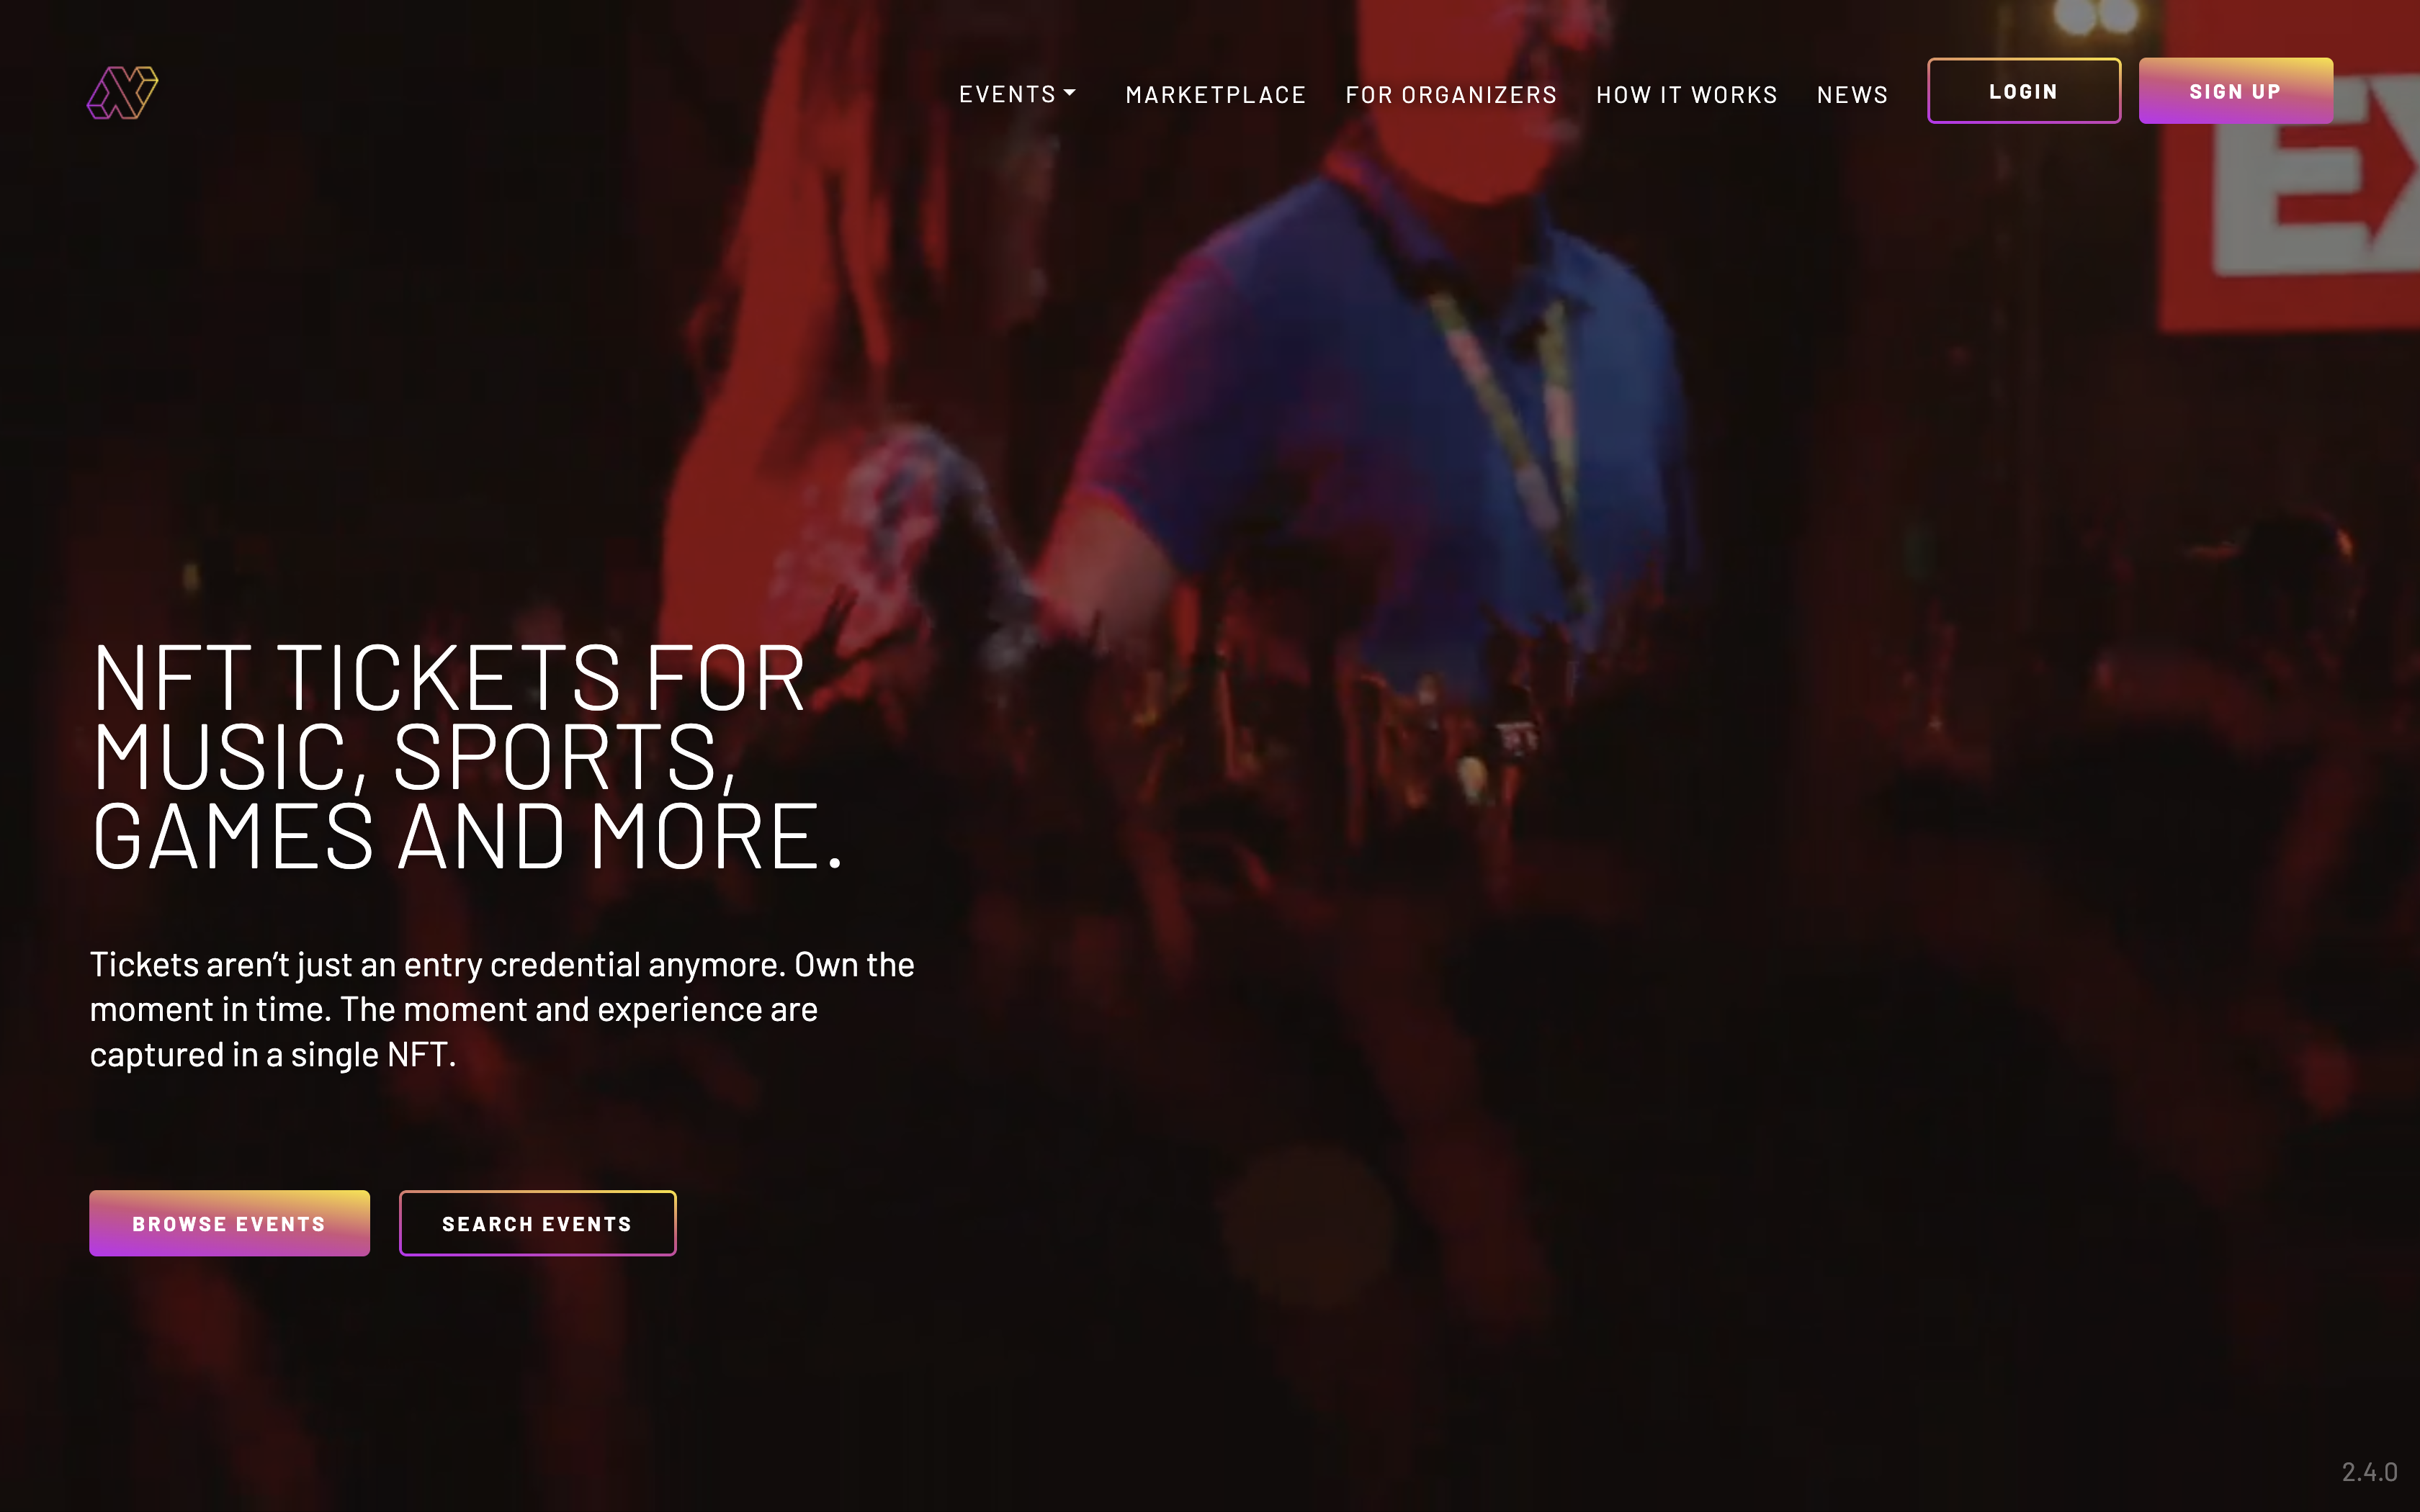 EVENTS
MARKETPLACE
FOR ORGANIZERS
HOW IT WORKS
NEWS
LOGIN
SIGN UP
EX
NFT TICKETS FOR
MUSIC, SPORTS,
GAMES AND MORE.
Tickets aren’t just an entry credential anymore. Own the
moment in time. The moment and experience are
captured in a single NFT.
BROWSE EVENTS
SEARCH EVENTS
2.4.0